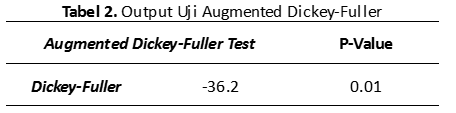 Tabel 2. Output Uji Augmented Dickey-Fuller
Augmented Dickey-Fuller Test P-Value
Dickey-Fuller -36.2 0.01